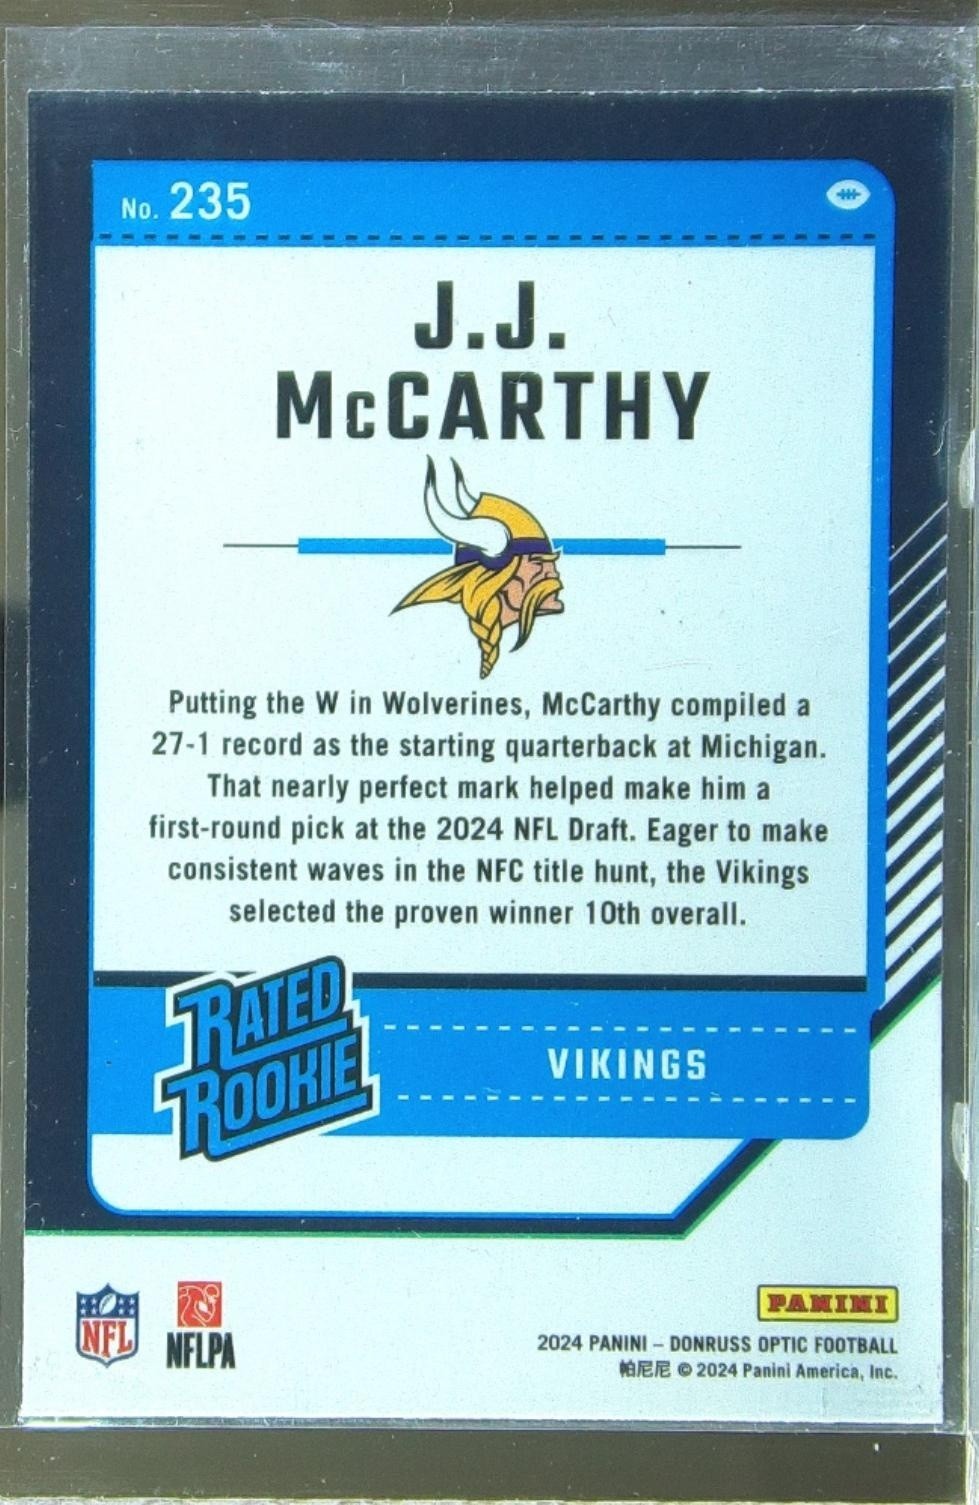 No. 235
J.J.
McCARTHY
Putting the W in Wolverines, McCarthy compiled a
27-1 record as the starting quarterback at Michigan.
That nearly perfect mark helped make him a
first-round pick at the 2024 NFL Draft. Eager to make
consistent waves in the NFC title hunt, the Vikings
selected the proven winner 10th overall.
RATED
ROOKIE
VIKINGS
NFL
NFLPA
PANINI
2024 PANINI – DONRUSS OPTIC FOOTBALL
帕尼尼 © 2024 Panini America, Inc.